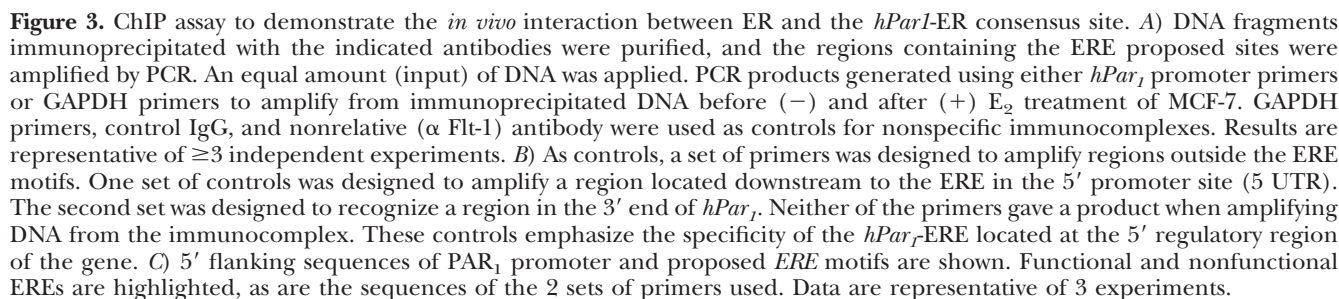 Figure 3. ChIP assay to demonstrate the in vivo interaction between ER and the hPar1-ER consensus site. A) DNA fragments
immunoprecipitated with the indicated antibodies were purified, and the regions containing the ERE proposed sites were
amplified by PCR. An equal amount (input) of DNA was applied. PCR products generated using either hPar₁ promoter primers
or GAPDH primers to amplify from immunoprecipitated DNA before (−) and after (+) E₂ treatment of MCF-7. GAPDH
primers, control IgG, and nonrelative (α Flt-1) antibody were used as controls for nonspecific immunocomplexes. Results are
representative of ≥3 independent experiments. B) As controls, a set of primers was designed to amplify regions outside the ERE
motifs. One set of controls was designed to amplify a region located downstream to the ERE in the 5′ promoter site (5 UTR).
The second set was designed to recognize a region in the 3′ end of hPar₁. Neither of the primers gave a product when amplifying
DNA from the immunocomplex. These controls emphasize the specificity of the hPar₁-ERE located at the 5′ regulatory region
of the gene. C) 5′ flanking sequences of PAR₁ promoter and proposed ERE motifs are shown. Functional and nonfunctional
EREs are highlighted, as are the sequences of the 2 sets of primers used. Data are representative of 3 experiments.